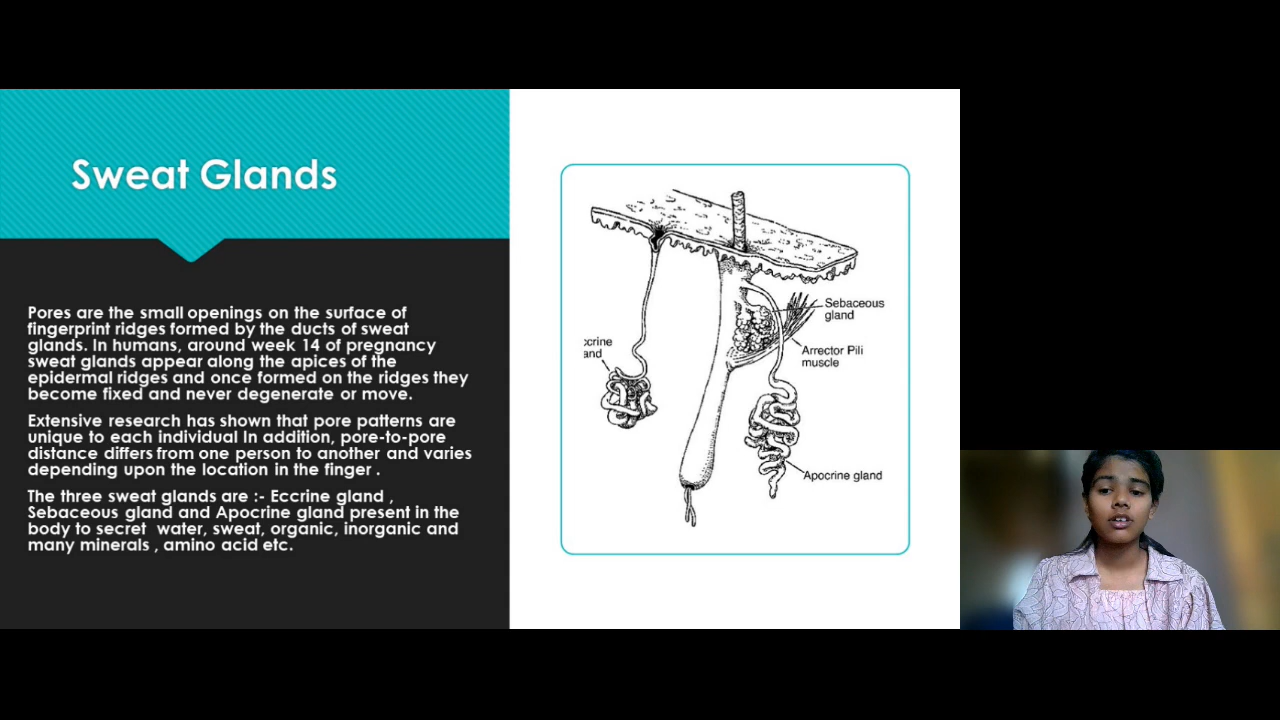 Sweat Glands
Pores are the small openings on the surface of
fingerprint ridges formed by the ducts of sweat
glands. In humans, around week 14 of pregnancy
sweat glands appear along the apices of the
epidermal ridges and once formed on the ridges they
become fixed and never degenerate or move.
Extensive research has shown that pore patterns are
unique to each individual In addition, pore-to-pore
distance differs from one person to another and varies
depending upon the location in the finger .
The three sweat glands are :- Eccrine gland ,
Sebaceous gland and Apocrine gland present in the
body to secret water, sweat, organic, inorganic and
many minerals , amino acid etc.
Sebaceous
gland
ccrine
and
Arrector Pili
muscle
Apocrine gland